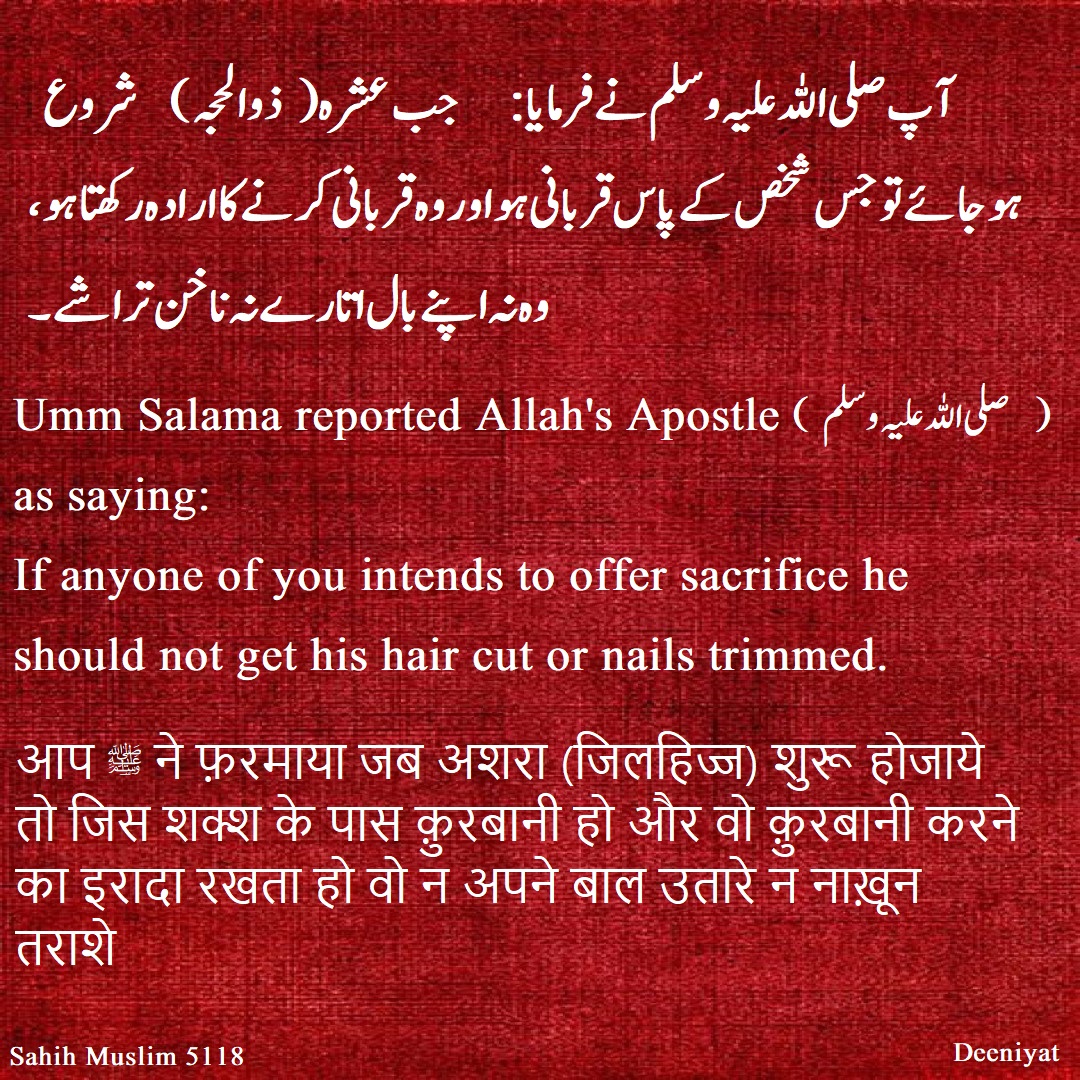 آپ صلی اللہ علیہ وسلم نے فرمایا: جب عشرہ (ذوالحجہ) شروع
ہو جائے تو جس شخص کے پاس قربانی ہو اور وہ قربانی کرنے کا ارادہ رکھتا ہو،
وہ نہ اپنے بال اتارے نہ ناخن تراشے۔
Umm Salama reported Allah's Apostle ( صلی اللہ علیہ وسلم )
as saying:
If anyone of you intends to offer sacrifice he
should not get his hair cut or nails trimmed.
आप ﷺ ने फ़रमाया जब अशरा (जिलहिज्ज) शुरू होजाये
तो जिस शक्श के पास क़ुरबानी हो और वो क़ुरबानी करने
का इरादा रखता हो वो न अपने बाल उतारे न नाख़ून
तराशे
Sahih Muslim 5118
Deeniyat